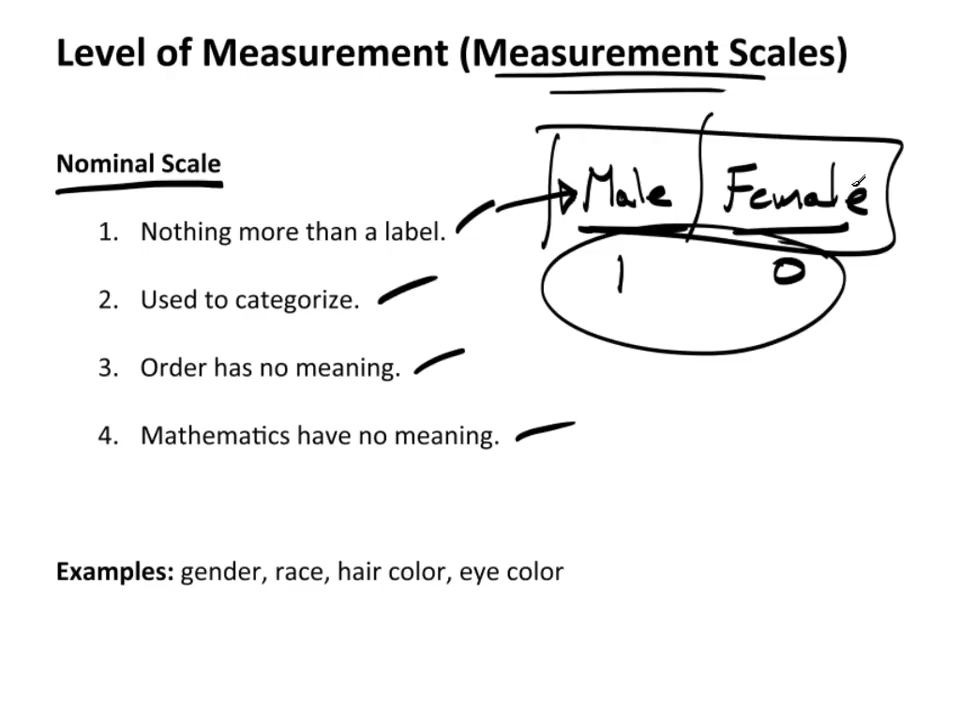 Level of Measurement (Measurement Scales)
Nominal Scale
Male Female
1 0
1. Nothing more than a label.
2. Used to categorize.
3. Order has no meaning.
4. Mathematics have no meaning.
Examples: gender, race, hair color, eye color